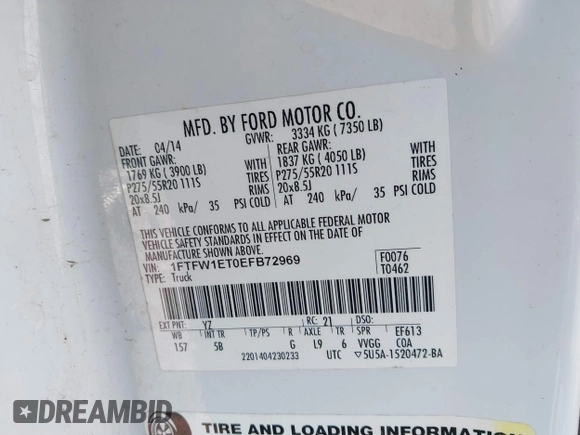 MFD. BY FORD MOTOR CO.
DATE: 04/14 GVWR: 3334 KG ( 7350 LB)
FRONT GAWR: REAR GAWR:
1769 KG ( 3900 LB) WITH 1837 KG ( 4050 LB) WITH
P275/55R20 111S TIRES P275/55R20 111S TIRES
20x8.5J RIMS 20x8.5J RIMS
AT 240 kPa/ 35 PSI COLD AT 240 kPa/ 35 PSI COLD
THIS VEHICLE CONFORMS TO ALL APPLICABLE FEDERAL MOTOR
VEHICLE SAFETY STANDARDS IN EFFECT ON THE DATE OF
MANUFACTURE SHOWN ABOVE.
VIN: 1FTFW1ET0EFB72969 F0076
TYPE: Truck T0462
EXT PNT: YZ RC: 21 DSO:
WB INT TR TP/PS R AXLE TR SPR EF613
157 5B G L9 6 VVGG COA
2201404230233 UTC ▽5U5A-1520472-BA
DREAMBID
TIRE AND LOADING INFORMATION